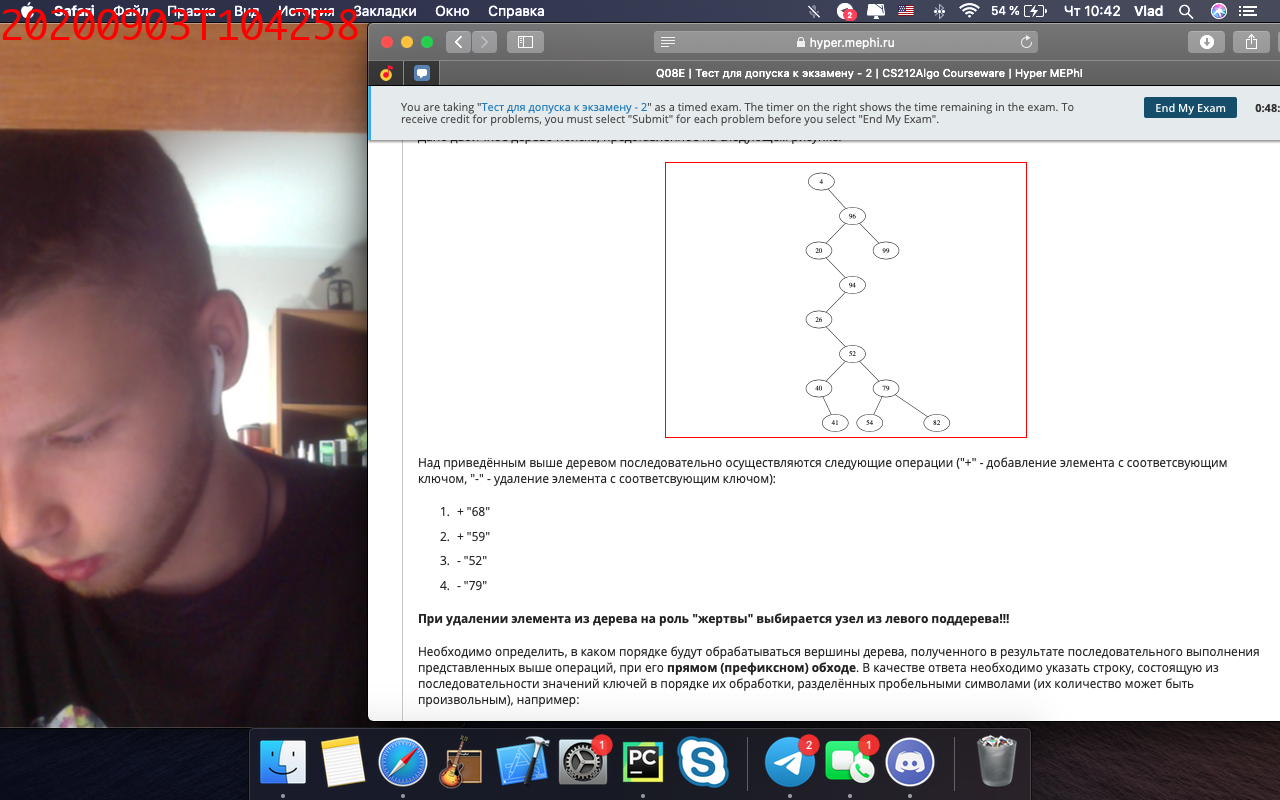 20200903T104258
Safari Файл Правка Вид История Закладки Окно Справка
2
54 %
Чт 10:42 Vlad
hyper.mephi.ru
Q08E | Тест для допуска к экзамену - 2 | CS212Algo Courseware | Hyper MEPhI
You are taking "Тест для допуска к экзамену - 2" as a timed exam. The timer on the right shows the time remaining in the exam. To
receive credit for problems, you must select "Submit" for each problem before you select "End My Exam".
End My Exam
0:48:
4
96
20 99
94
26
52
40 79
41 54 82
Над приведённым выше деревом последовательно осуществляются следующие операции ("+" - добавление элемента с соответсвующим
ключом, "-" - удаление элемента с соответсвующим ключом):
1. + "68"
2. + "59"
3. - "52"
4. - "79"
При удалении элемента из дерева на роль "жертвы" выбирается узел из левого поддерева!!!
Необходимо определить, в каком порядке будут обрабатываться вершины дерева, полученного в результате последовательного выполнения
представленных выше операций, при его прямом (префиксном) обходе. В качестве ответа необходимо указать строку, состоящую из
последовательности значений ключей в порядке их обработки, разделённых пробельными символами (их количество может быть
произвольным), например:
1
PC
2
1